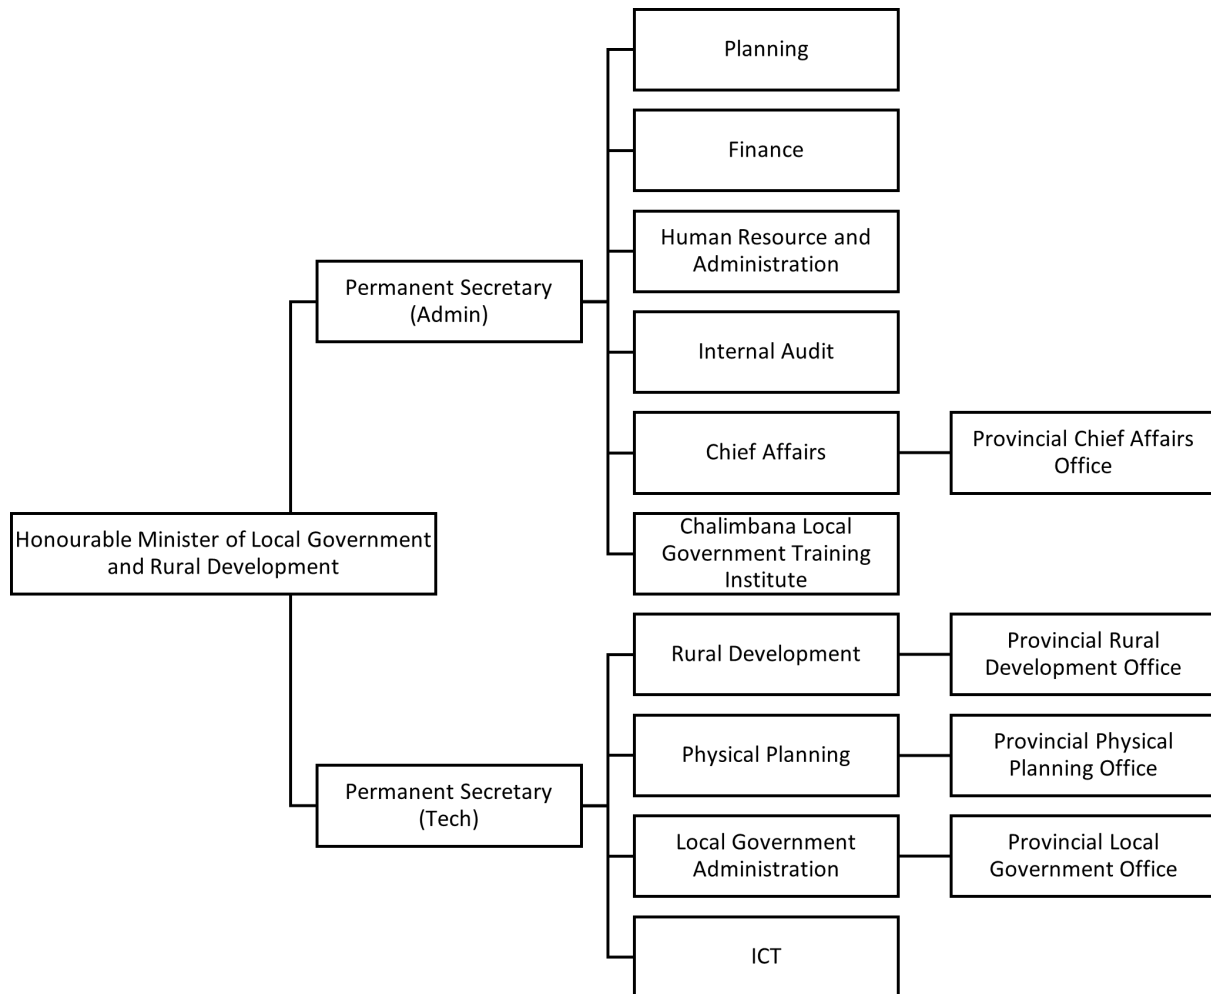 Planning
Finance
Human Resource and
Administration
Permanent Secretary
(Admin)
Internal Audit
Chief Affairs
Provincial Chief Affairs
Office
Chalimbana Local
Government Training
Institute
Honourable Minister of Local Government
and Rural Development
Rural Development
Provincial Rural
Development Office
Physical Planning
Provincial Physical
Planning Office
Permanent Secretary
(Tech)
Local Government
Administration
Provincial Local
Government Office
ICT